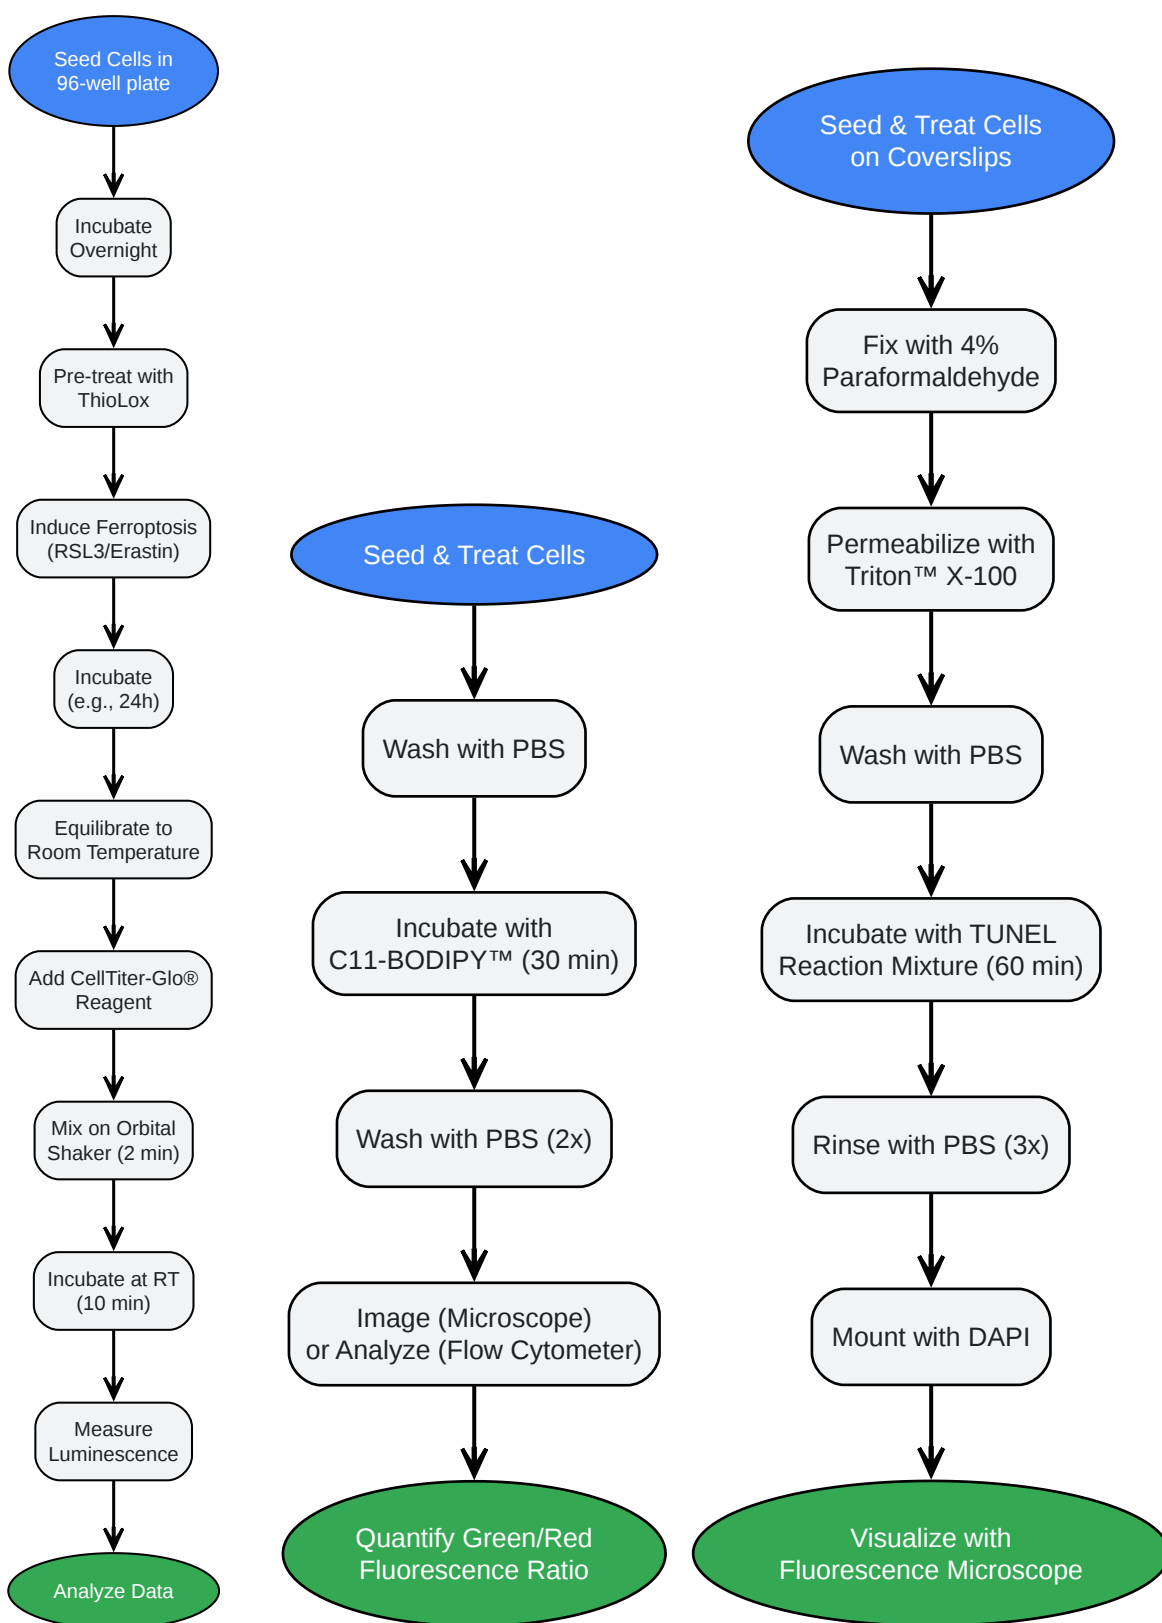 Seed Cells in
96-well plate
Incubate
Overnight
Pre-treat with
ThioLox
Induce Ferroptosis
(RSL3/Erastin)
Incubate
(e.g., 24h)
Equilibrate to
Room Temperature
Add CellTiter-Glo®
Reagent
Mix on Orbital
Shaker (2 min)
Incubate at RT
(10 min)
Measure
Luminescence
Analyze Data
Seed & Treat Cells
Wash with PBS
Incubate with
C11-BODIPY™ (30 min)
Wash with PBS (2x)
Image (Microscope)
or Analyze (Flow Cytometer)
Quantify Green/Red
Fluorescence Ratio
Seed & Treat Cells
on Coverslips
Fix with 4%
Paraformaldehyde
Permeabilize with
Triton™ X-100
Wash with PBS
Incubate with TUNEL
Reaction Mixture (60 min)
Rinse with PBS (3x)
Mount with DAPI
Visualize with
Fluorescence Microscope